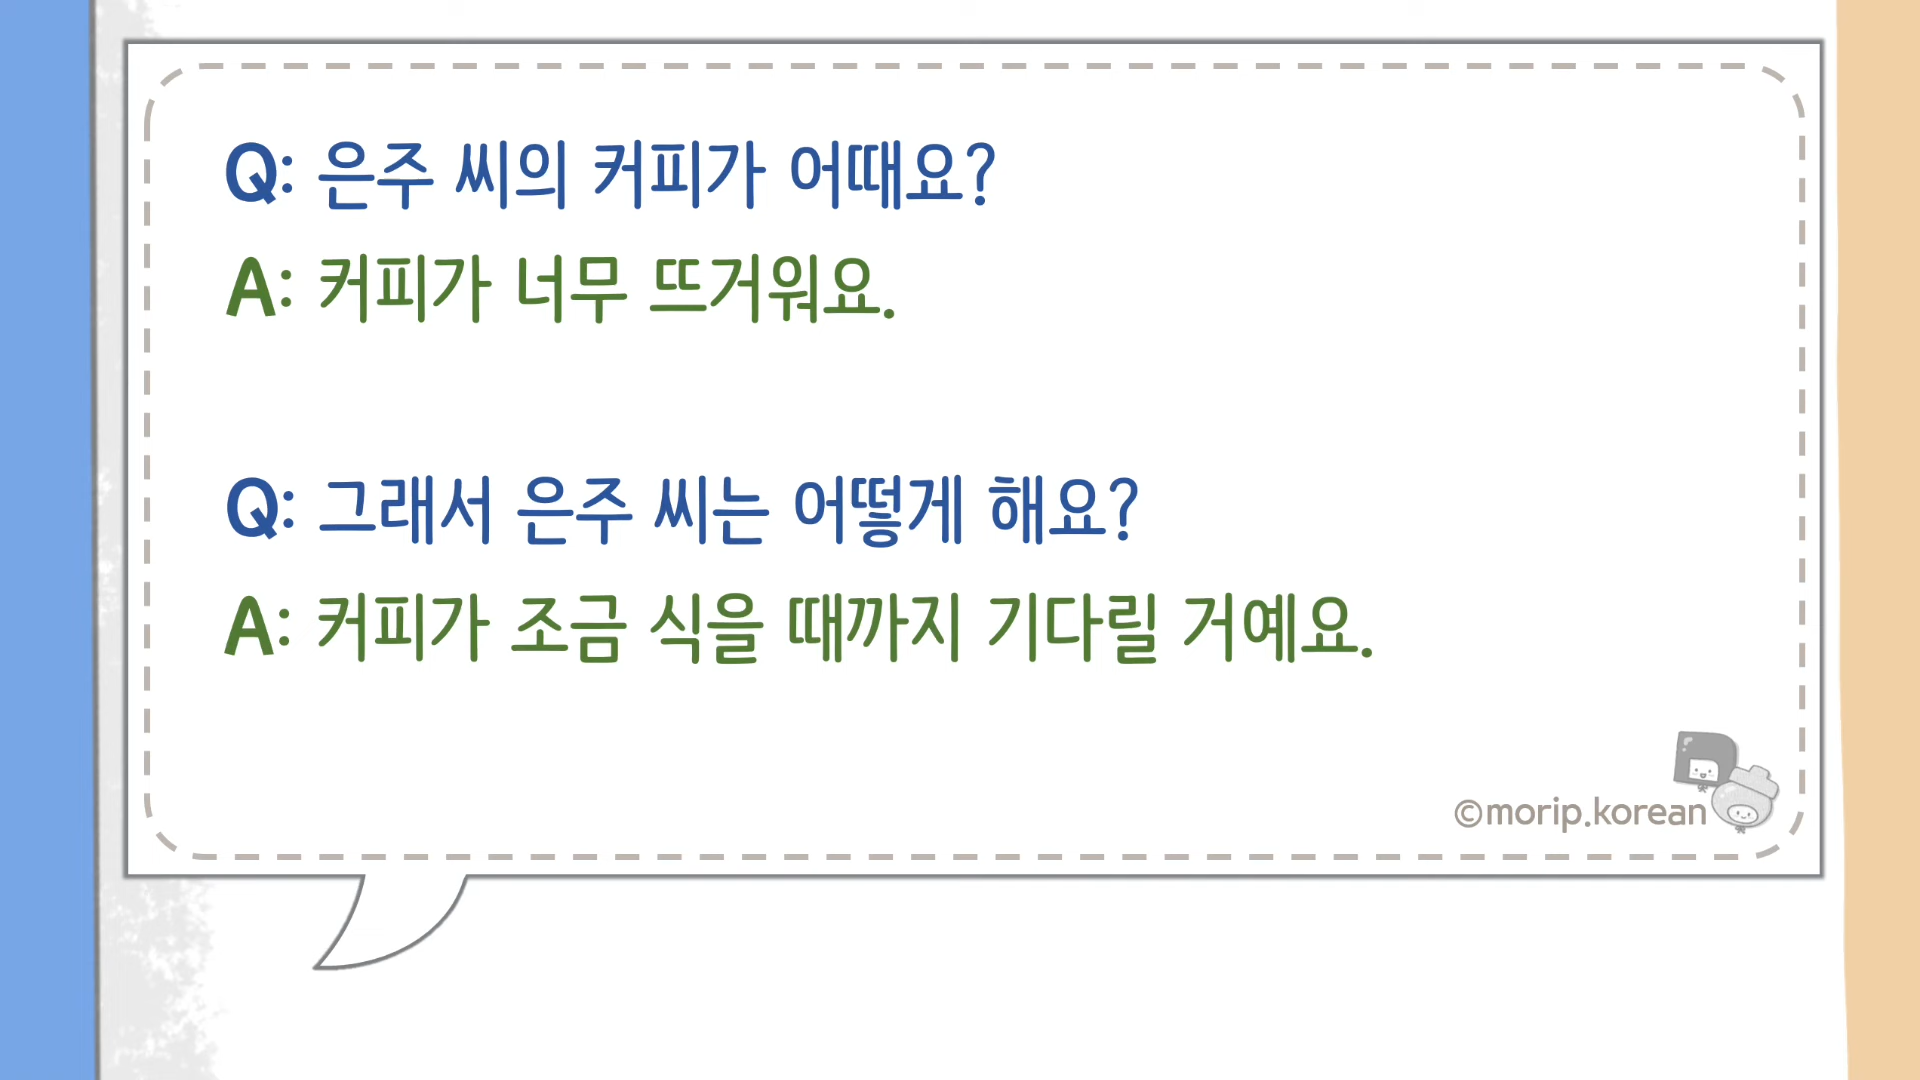 Q: 은주 씨의 커피가 어때요?
A: 커피가 너무 뜨거워요.
Q: 그래서 은주 씨는 어떻게 해요?
A: 커피가 조금 식을 때까지 기다릴 거예요.
©morip.korean